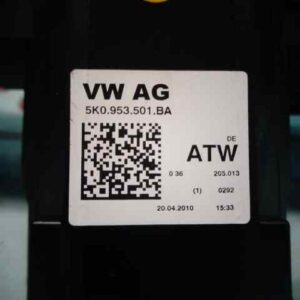 VW AG
5K0.953.501.BA
DE
ATW
0 36 205.013
(1) 0292
20.04.2010 15:33